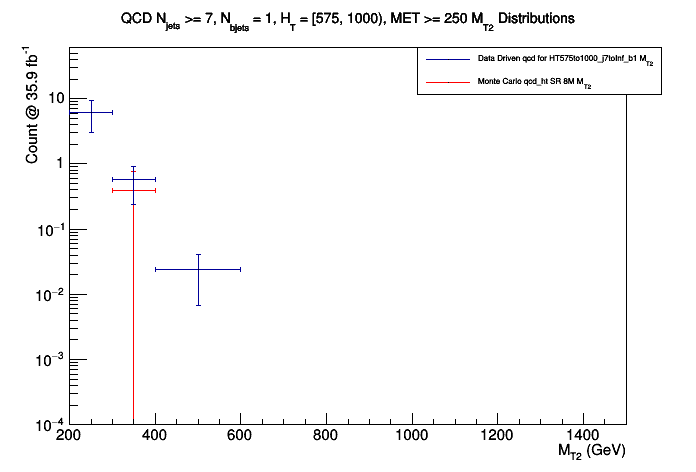 QCD N_jets >= 7, N_bjets = 1, H_T = [575, 1000), MET >= 250 M_T2 Distributions
Data Driven qcd for HT575to1000_j7toInf_b1 M_T2
Monte Carlo qcd_ht SR 8M M_T2
Count @ 35.9 fb^-1
10
1
10^-1
10^-2
10^-3
10^-4
200 400 600 800 1000 1200 1400
M_T2 (GeV)